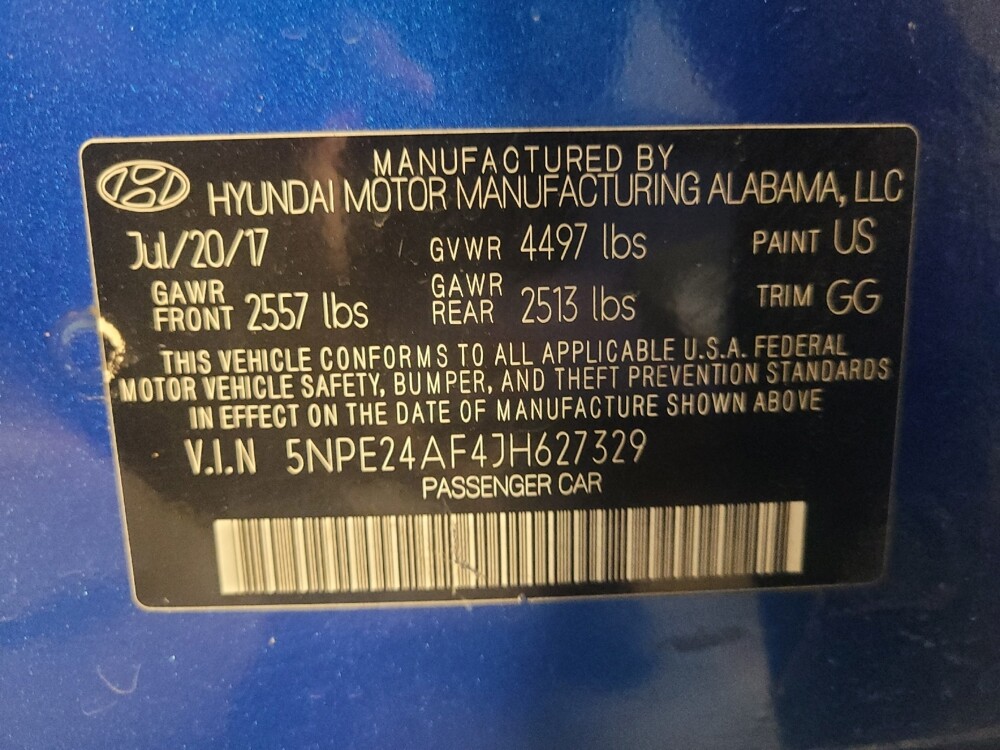 MANUFACTURED BY
HYUNDAI MOTOR MANUFACTURING ALABAMA, LLC
Jul/20/17 GVWR 4497 lbs PAINT US
GAWR FRONT 2557 lbs GAWR REAR 2513 lbs TRIM GG
THIS VEHICLE CONFORMS TO ALL APPLICABLE U.S.A. FEDERAL
MOTOR VEHICLE SAFETY, BUMPER, AND THEFT PREVENTION STANDARDS
IN EFFECT ON THE DATE OF MANUFACTURE SHOWN ABOVE
V.I.N 5NPE24AF4JH627329
PASSENGER CAR